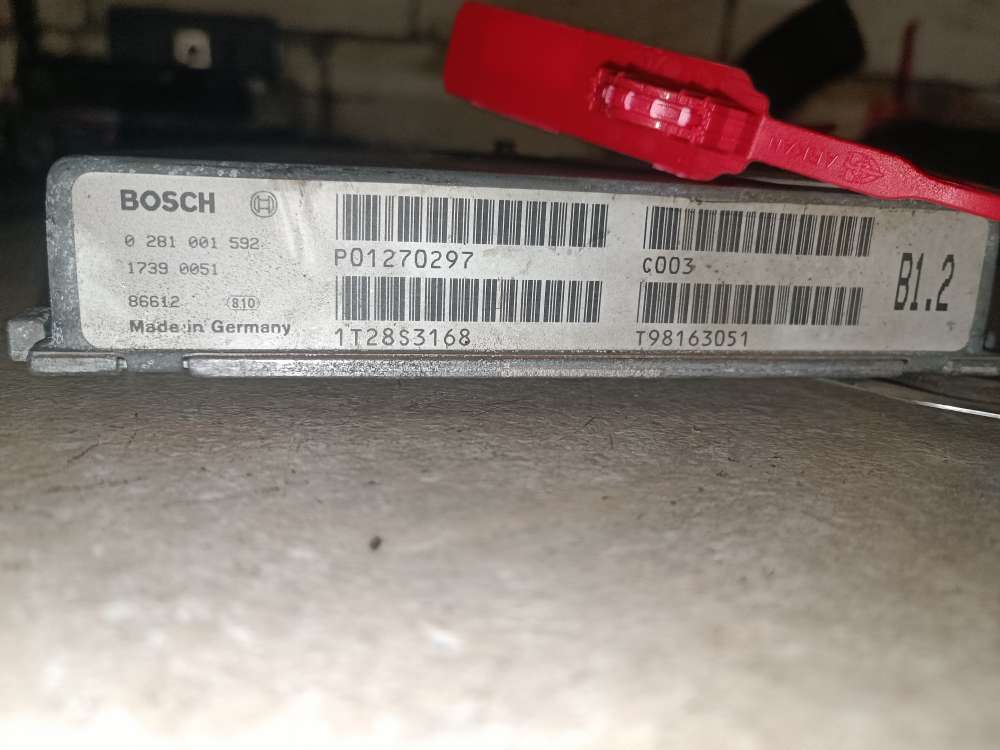 BOSCH
0 281 001 592
1739 0051
86612 810
Made in Germany
P01270297
1T28S3168
C003
T98163051
B1.2